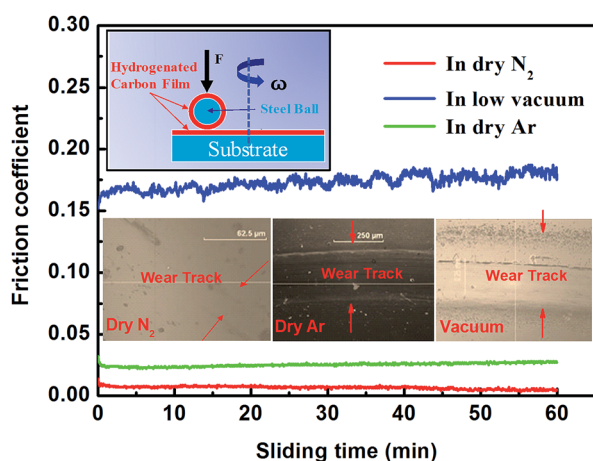 Hydrogenated
Carbon Film
F
ω
Steel Ball
Substrate
In dry N2
In low vacuum
In dry Ar
Friction coefficient
0.30
0.25
0.20
0.15
0.10
0.05
0.00
62.5 μm
Wear Track
Dry N2
250 μm
Wear Track
Dry Ar
Wear Track
Vacuum
0
10
20
30
40
50
60
Sliding time (min)